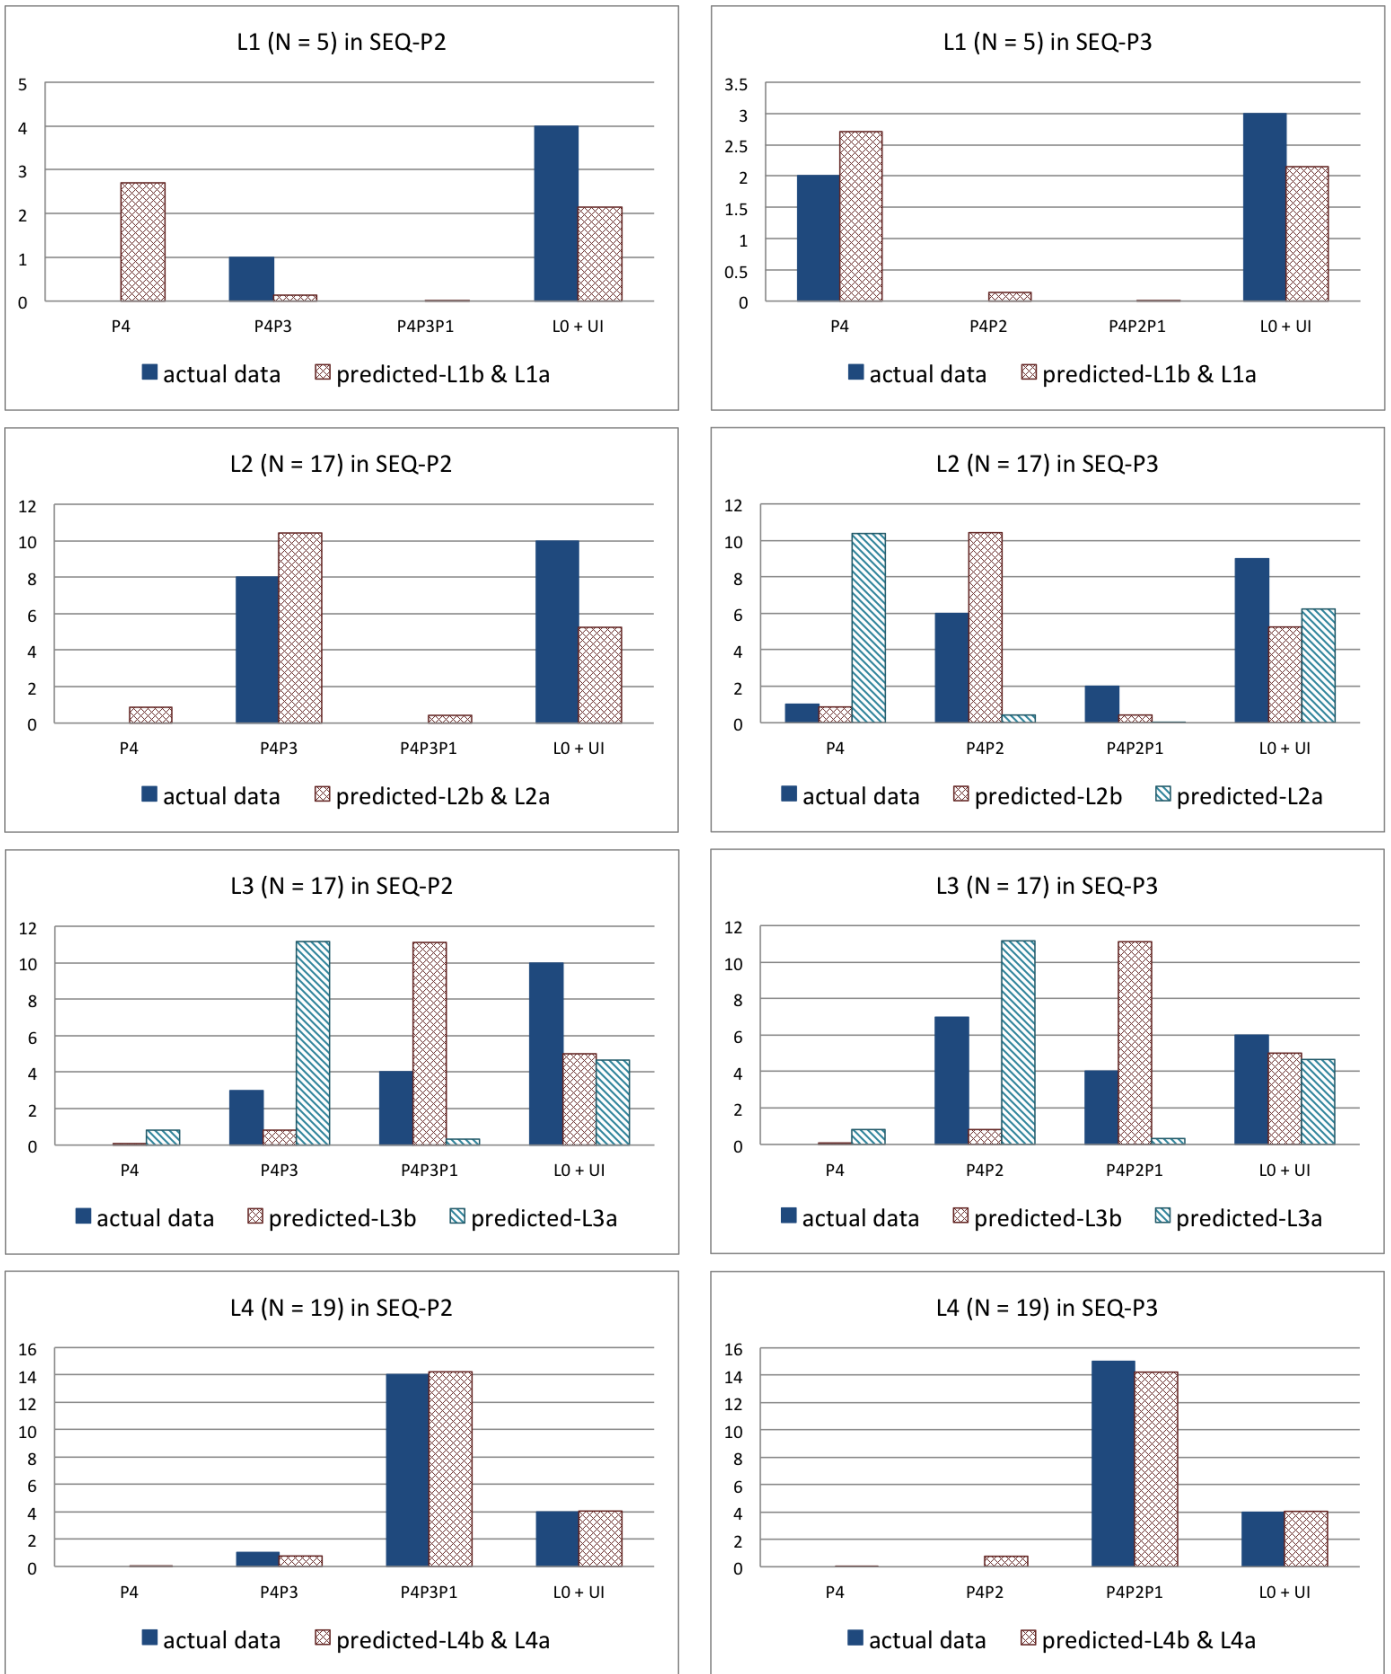 L1 (N = 5) in SEQ-P2
5
4
3
2
1
0
P4 P4P3 P4P3P1 L0 + UI
actual data predicted-L1b & L1a
L1 (N = 5) in SEQ-P3
3.5
3
2.5
2
1.5
1
0.5
0
P4 P4P2 P4P2P1 L0 + UI
actual data predicted-L1b & L1a
L2 (N = 17) in SEQ-P2
12
10
8
6
4
2
0
P4 P4P3 P4P3P1 L0 + UI
actual data predicted-L2b & L2a
L2 (N = 17) in SEQ-P3
12
10
8
6
4
2
0
P4 P4P2 P4P2P1 L0 + UI
actual data predicted-L2b predicted-L2a
L3 (N = 17) in SEQ-P2
12
10
8
6
4
2
0
P4 P4P3 P4P3P1 L0 + UI
actual data predicted-L3b predicted-L3a
L3 (N = 17) in SEQ-P3
12
10
8
6
4
2
0
P4 P4P2 P4P2P1 L0 + UI
actual data predicted-L3b predicted-L3a
L4 (N = 19) in SEQ-P2
16
14
12
10
8
6
4
2
0
P4 P4P3 P4P3P1 L0 + UI
actual data predicted-L4b & L4a
L4 (N = 19) in SEQ-P3
16
14
12
10
8
6
4
2
0
P4 P4P2 P4P2P1 L0 + UI
actual data predicted-L4b & L4a